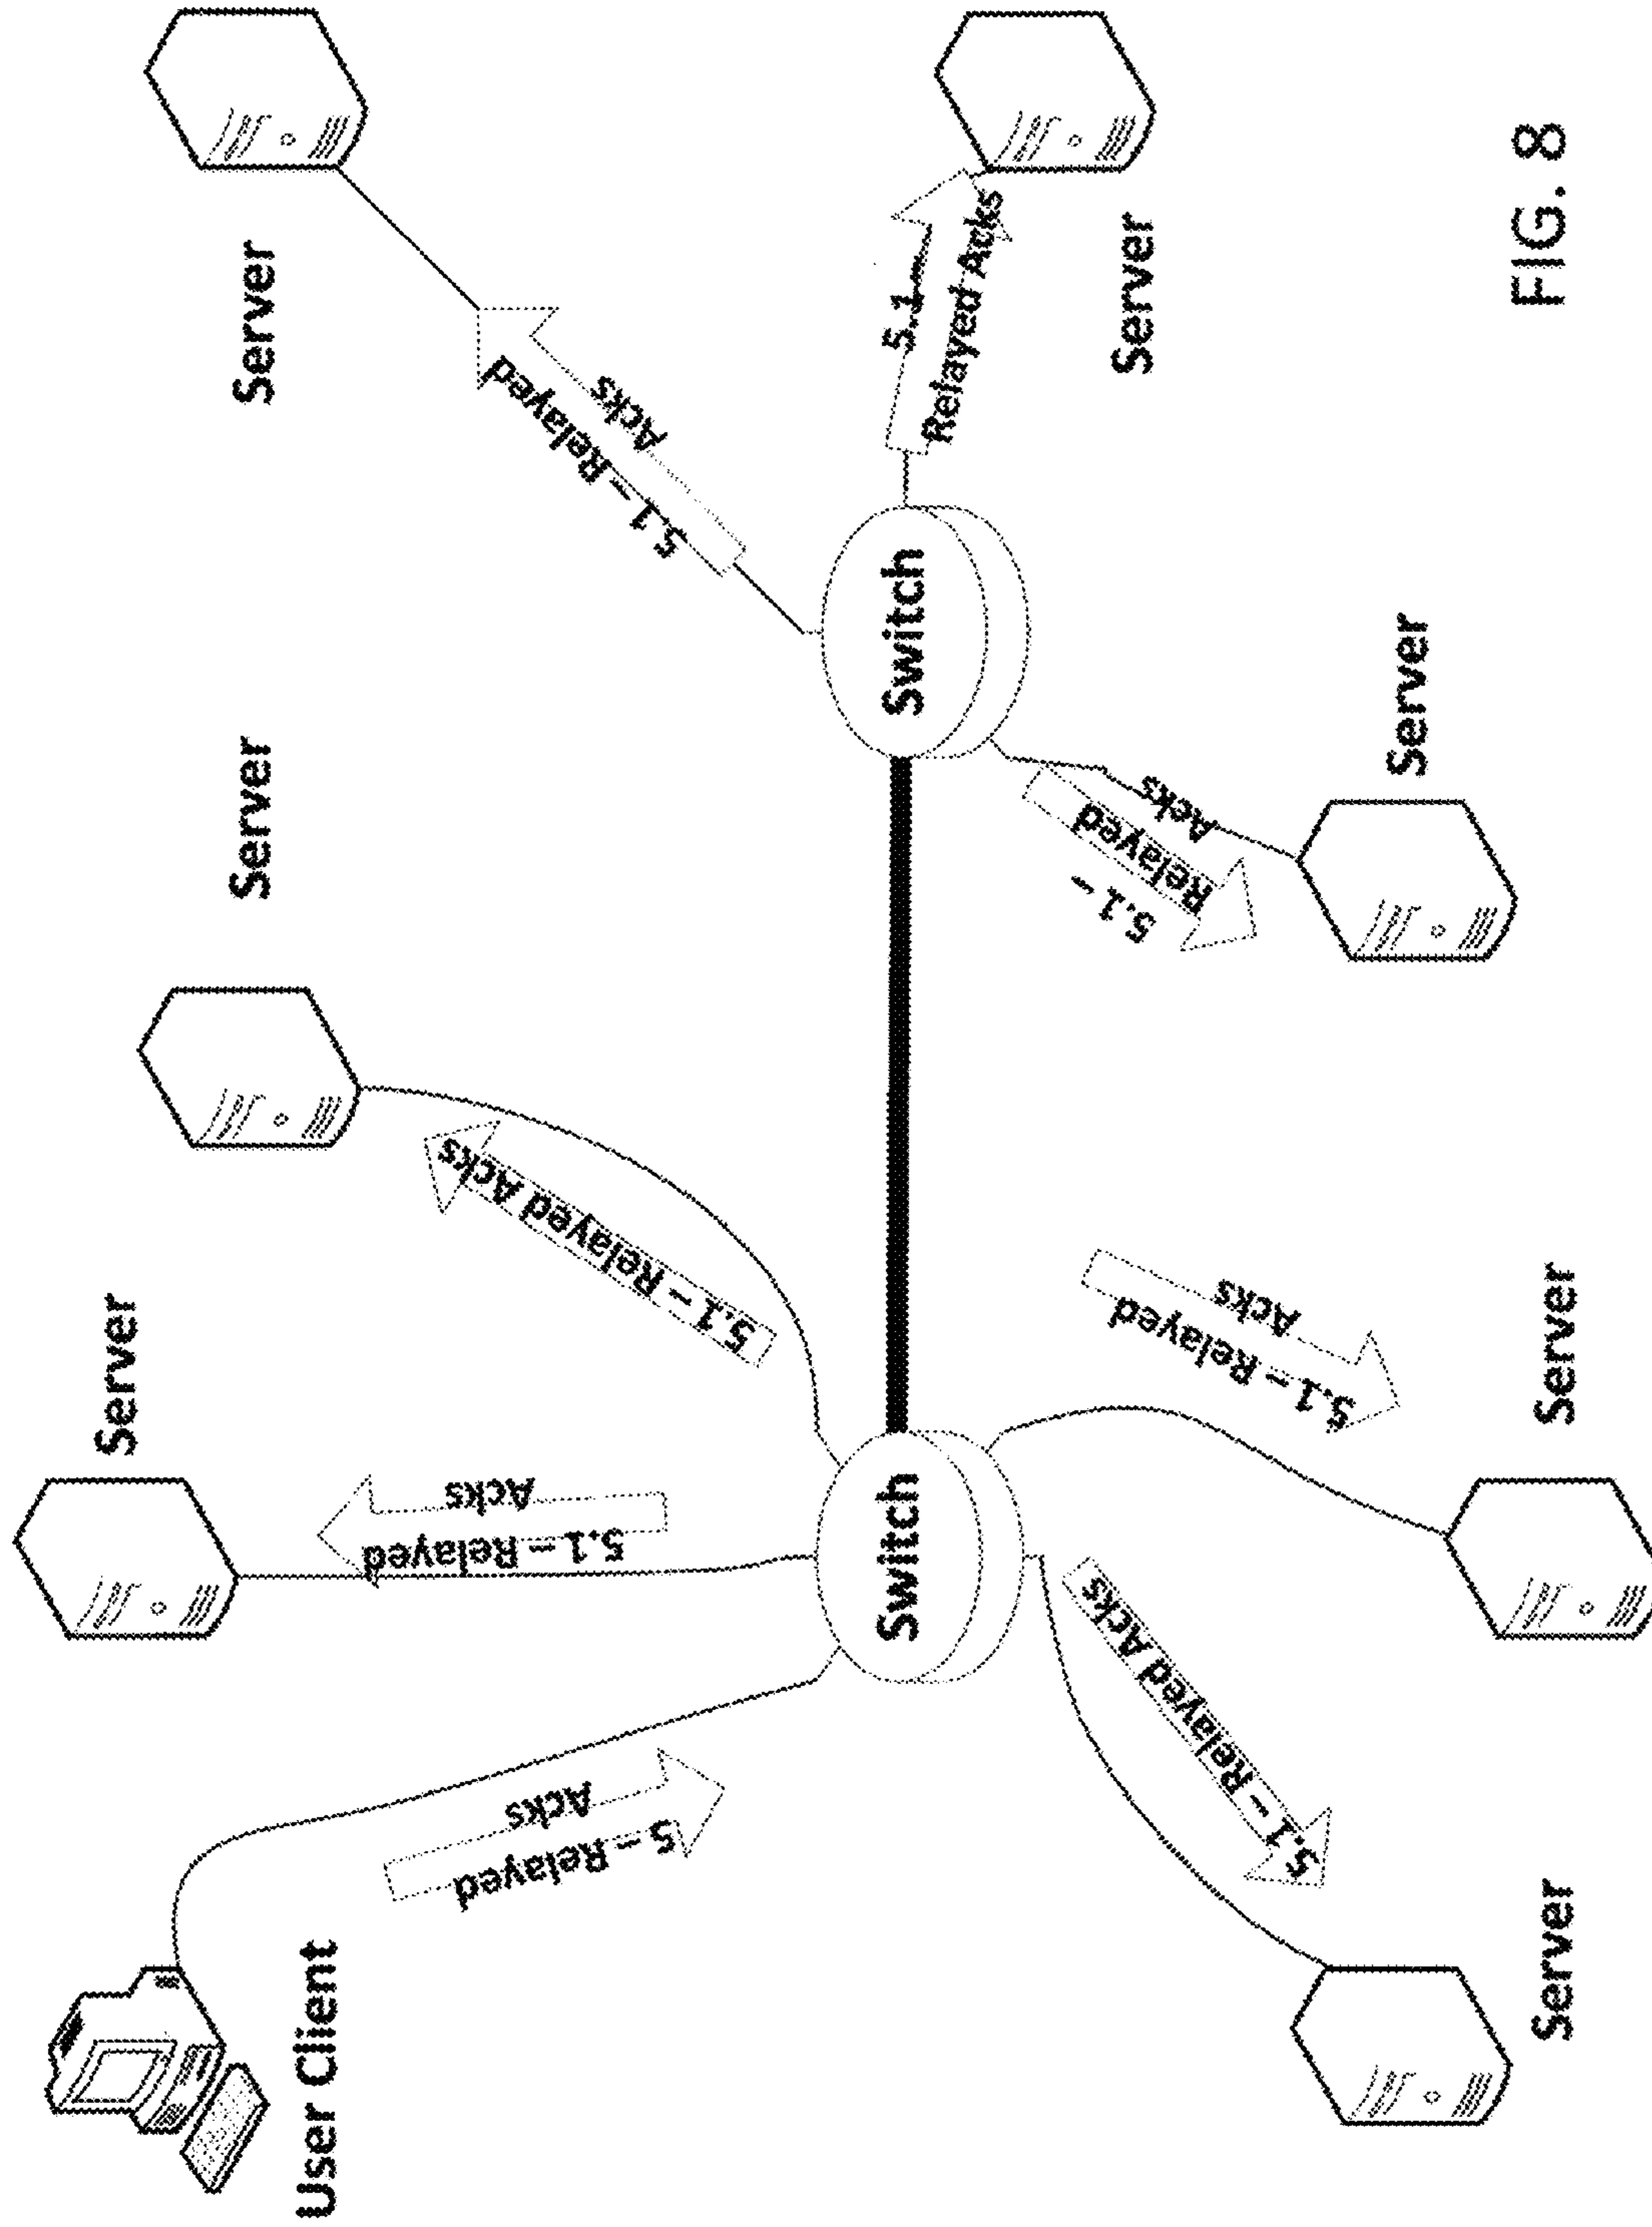 User Client
5 – Relayed
Acks
Server
5.1 – Relayed
Acks
Server
5.1 – Relayed Acks
Server
5.1 – Relayed
Acks
Switch
Switch
5.1 –
Relayed Acks
Server
5.1 – Relayed Acks
Server
5.1 – Relayed
Acks
Server
5.1 –
Relayed
Acks
Server
FIG. 8